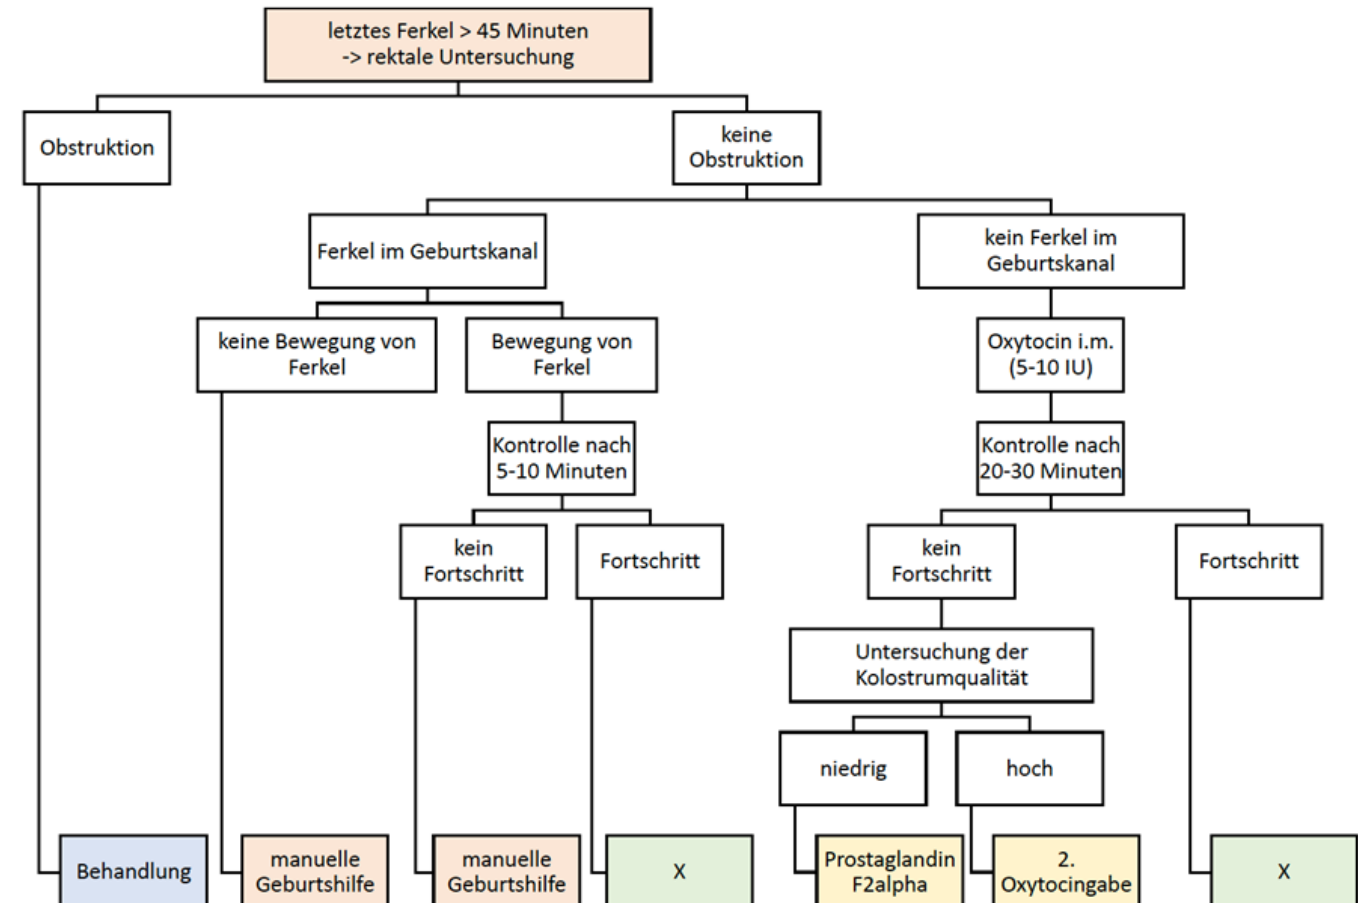 letztes Ferkel > 45 Minuten
-> rektale Untersuchung
Obstruktion
keine
Obstruktion
Ferkel im Geburtskanal
kein Ferkel im
Geburtskanal
keine Bewegung von
Ferkel
Bewegung von
Ferkel
Oxytocin i.m.
(5-10 IU)
Kontrolle nach
5-10 Minuten
Kontrolle nach
20-30 Minuten
kein
Fortschritt
Fortschritt
kein
Fortschritt
Fortschritt
Untersuchung der
Kolostrumqualität
niedrig
hoch
Behandlung
manuelle
Geburtshilfe
manuelle
Geburtshilfe
X
Prostaglandin
F2alpha
2.
Oxytocingabe
X